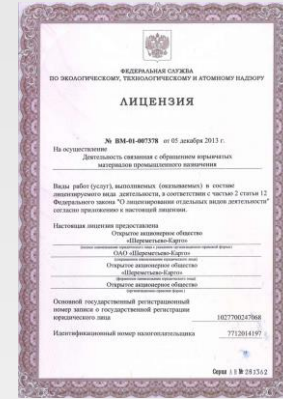 ФЕДЕРАЛЬНАЯ СЛУЖБА
ПО ЭКОЛОГИЧЕСКОМУ, ТЕХНОЛОГИЧЕСКОМУ И АТОМНОМУ НАДЗОРУ
ЛИЦЕНЗИЯ
№ ВМ-01-007378 от 05 декабря 2013 г.
На осуществление
Деятельность связанная с обращением взрывчатых
материалов промышленного назначения
Виды работ (услуг), выполняемых (оказываемых) в составе
лицензируемого вида деятельности, в соответствии с частью 2 статьи 12
Федерального закона "О лицензировании отдельных видов деятельности"
согласно приложению к настоящей лицензии.
Настоящая лицензия предоставлена
Открытое акционерное общество
«Шереметьево-Карго»
ОАО «Шереметьево-Карго»
Открытое акционерное общество
«Шереметьево-Карго»
Открытое акционерное общество
Основной государственный регистрационный
номер записи о государственной регистрации
юридического лица 1027700247068
Идентификационный номер налогоплательщика 7712014197
Серия № 281362